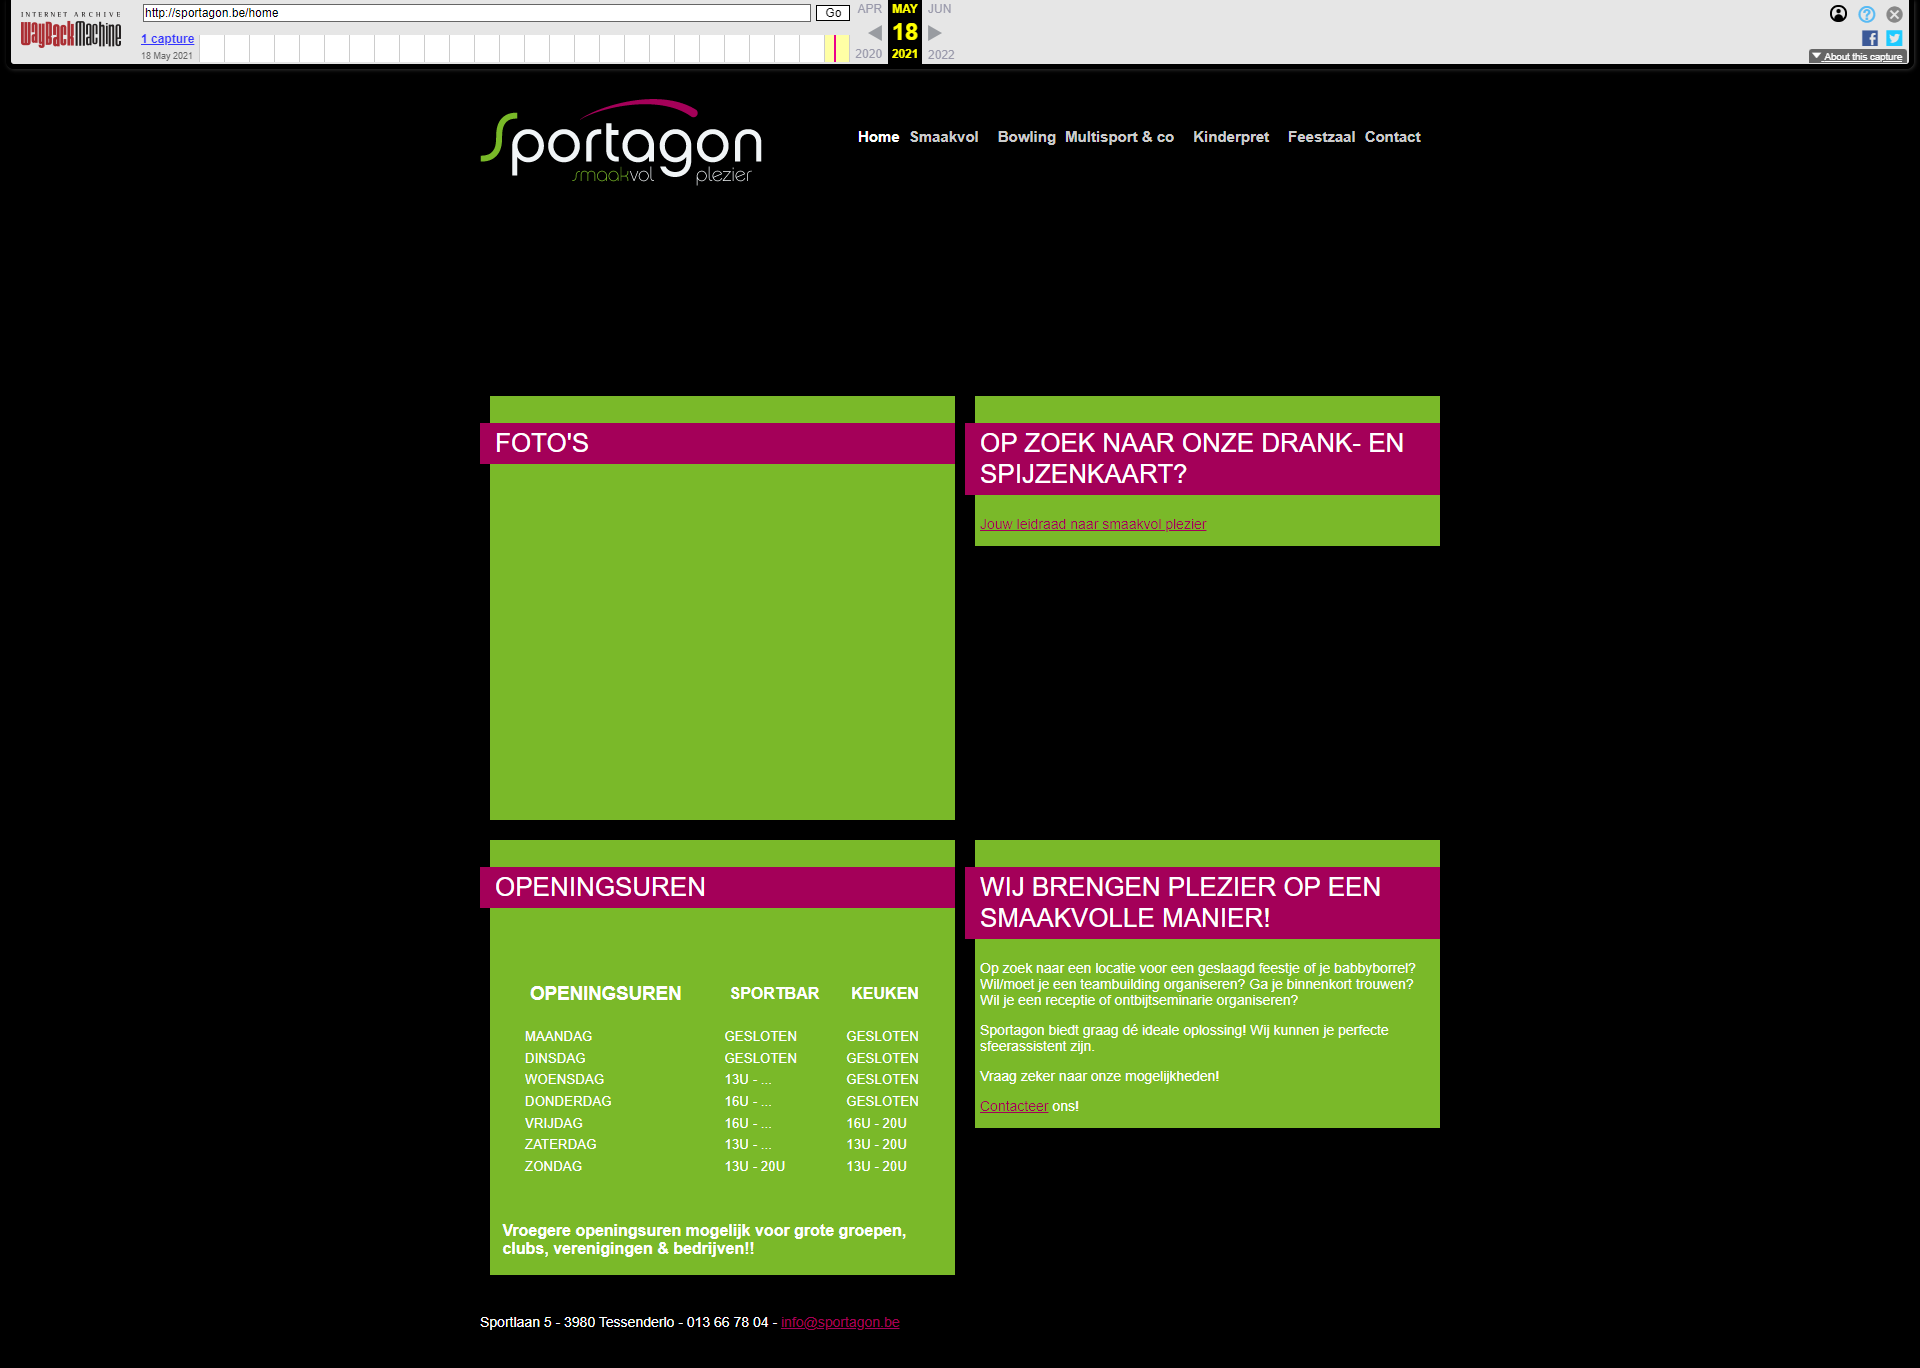 INTERNET ARCHIVE
WayBackMachine
http://sportagon.be/home
Go
1 capture
18 May 2021
APR MAY JUN
18
2020 2021 2022
About this capture
Sportagon
smaakvol plezier
Home Smaakvol Bowling Multisport & co Kinderpret Feestzaal Contact
FOTO'S
OP ZOEK NAAR ONZE DRANK- EN
SPIJZENKAART?
Jouw leidraad naar smaakvol plezier
OPENINGSUREN
OPENINGSUREN SPORTBAR KEUKEN
MAANDAG GESLOTEN GESLOTEN
DINSDAG GESLOTEN GESLOTEN
WOENSDAG 13U - ... GESLOTEN
DONDERDAG 16U - ... GESLOTEN
VRIJDAG 16U - ... 16U - 20U
ZATERDAG 13U - ... 13U - 20U
ZONDAG 13U - 20U 13U - 20U
Vroegere openingsuren mogelijk voor grote groepen,
clubs, verenigingen & bedrijven!!
WIJ BRENGEN PLEZIER OP EEN
SMAAKVOLLE MANIER!
Op zoek naar een locatie voor een geslaagd feestje of je babbyborrel?
Wil/moet je een teambuilding organiseren? Ga je binnenkort trouwen?
Wil je een receptie of ontbijtseminarie organiseren?
Sportagon biedt graag dé ideale oplossing! Wij kunnen je perfecte
sfeerassistent zijn.
Vraag zeker naar onze mogelijkheden!
Contacteer ons!
Sportlaan 5 - 3980 Tessenderlo - 013 66 78 04 - info@sportagon.be